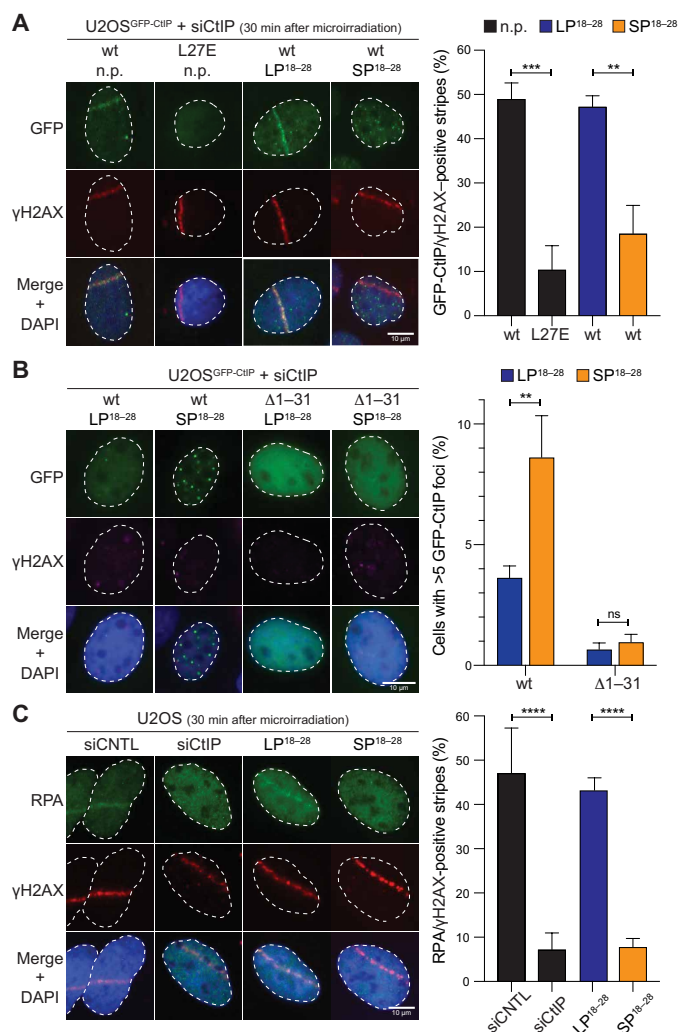 A
U2OSGFP-CtIP + siCtIP (30 min after microirradiation)
wt L27E wt wt
n.p. n.p. LP18–28 SP18–28
GFP
γH2AX
Merge
+
DAPI
10 μm
n.p. LP18–28 SP18–28
GFP-CtIP/γH2AX–positive stripes (%)
60
50
40
30
20
10
0
*** **
wt L27E wt wt
B
U2OSGFP-CtIP + siCtIP
wt wt Δ1–31 Δ1–31
LP18–28 SP18–28 LP18–28 SP18–28
GFP
γH2AX
Merge
+
DAPI
10 μm
LP18–28 SP18–28
Cells with >5 GFP-CtIP foci (%)
10
5
0
**
ns
wt Δ1–31
C
U2OS (30 min after microirradiation)
siCNTL siCtIP LP18–28 SP18–28
RPA
γH2AX
Merge
+
DAPI
10 μm
RPA/γH2AX-positive stripes (%)
60
50
40
30
20
10
0
**** ****
siCNTL siCtIP LP18–28 SP18–28